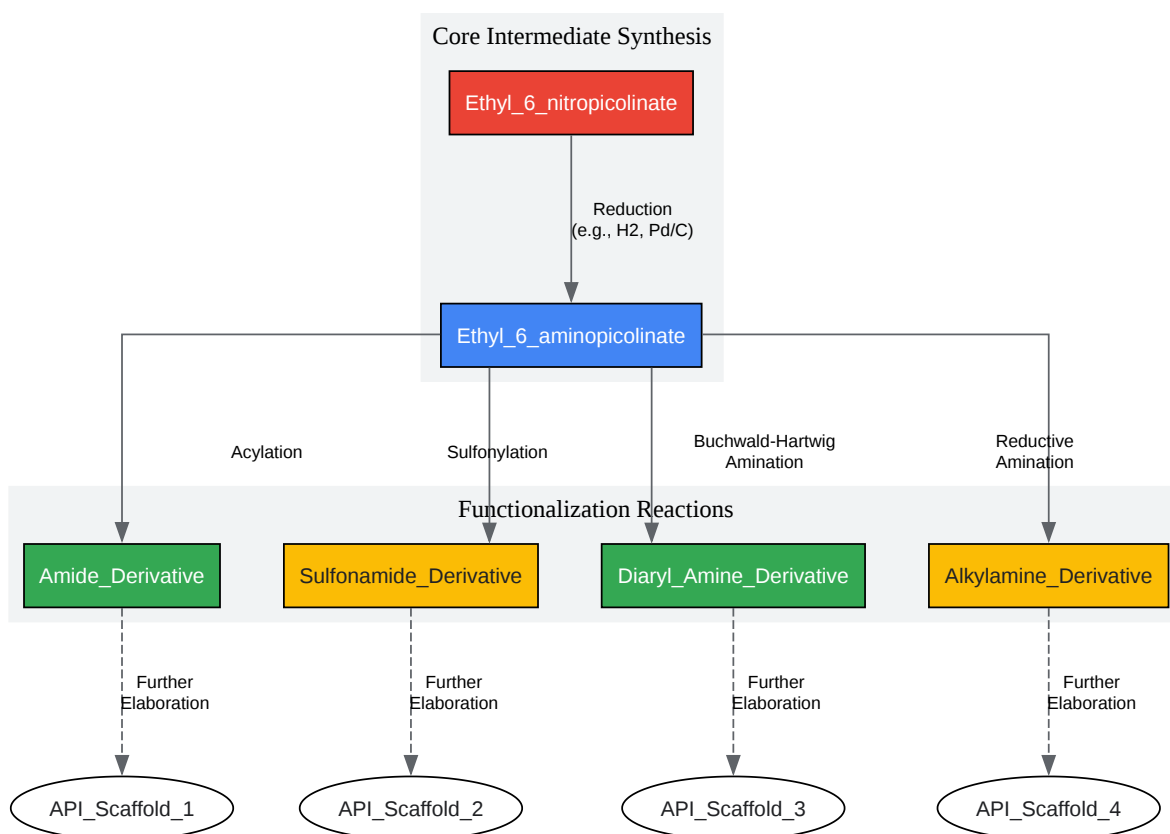 Core Intermediate Synthesis
Ethyl_6_nitropicolinate
Reduction
(e.g., H2, Pd/C)
Ethyl_6_aminopicolinate
Acylation
Sulfonylation
Buchwald-Hartwig
Amination
Reductive
Amination
Functionalization Reactions
Amide_Derivative
Sulfonamide_Derivative
Diaryl_Amine_Derivative
Alkylamine_Derivative
Further
Elaboration
Further
Elaboration
Further
Elaboration
Further
Elaboration
API_Scaffold_1
API_Scaffold_2
API_Scaffold_3
API_Scaffold_4